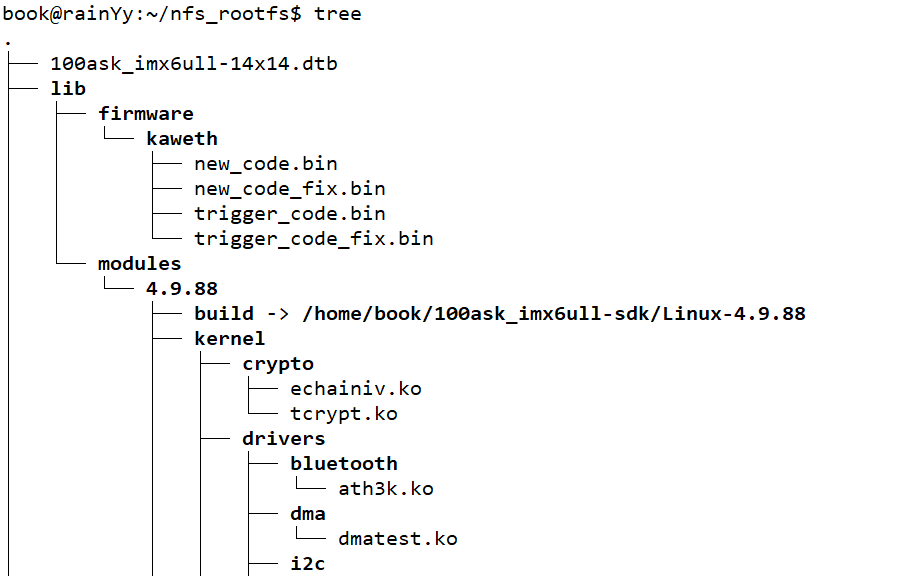 book@rainYy:~/nfs_rootfs$ tree
.
├── 100ask_imx6ull-14x14.dtb
├── lib
│   ├── firmware
│   │   └── kaweth
│   │       ├── new_code.bin
│   │       ├── new_code_fix.bin
│   │       ├── trigger_code.bin
│   │       └── trigger_code_fix.bin
│   └── modules
│       └── 4.9.88
│           ├── build -> /home/book/100ask_imx6ull-sdk/Linux-4.9.88
│           ├── kernel
│           │   ├── crypto
│           │   │   ├── echainiv.ko
│           │   │   └── tcrypt.ko
│           │   ├── drivers
│           │   │   ├── bluetooth
│           │   │   │   └── ath3k.ko
│           │   │   ├── dma
│           │   │   │   └── dmatest.ko
│           │   │   ├── i2c